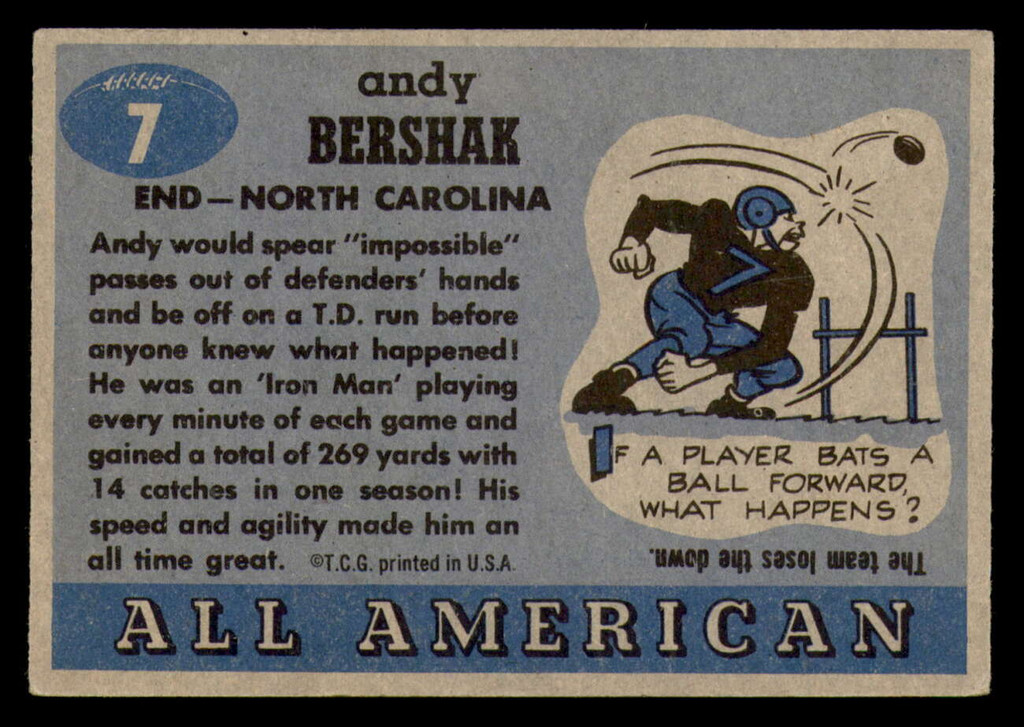 7
andy
BERSHAK
END—NORTH CAROLINA
Andy would spear "impossible"
passes out of defenders' hands
and be off on a T.D. run before
anyone knew what happened!
He was an 'Iron Man' playing
every minute of each game and
gained a total of 269 yards with
14 catches in one season! His
speed and agility made him an
all time great. ©T.C.G. printed in U.S.A.
7
IF A PLAYER BATS A
BALL FORWARD,
WHAT HAPPENS?
The team loses the down.
ALL AMERICAN